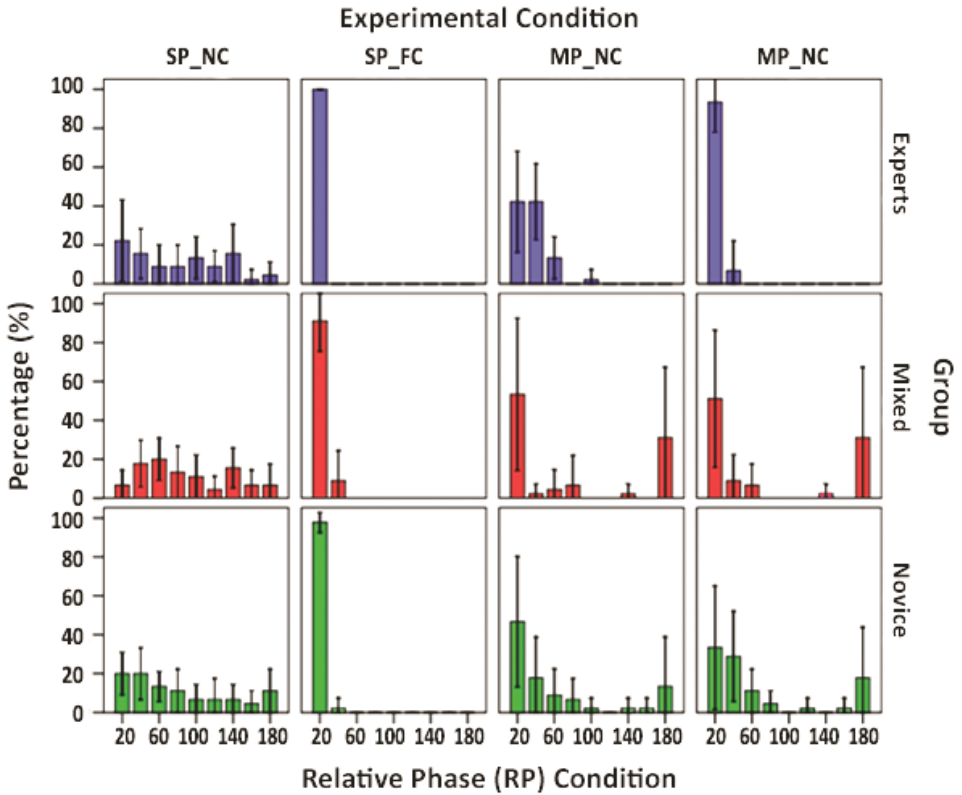 Experimental Condition
SP_NC SP_FC MP_NC MP_NC
100
80
60
40
20
0
Experts
100
80
60
40
20
0
Mixed
100
80
60
40
20
0
Novice
Percentage (%)
Group
20 60 100 140 180 20 60 100 140 180 20 60 100 140 180 20 60 100 140 180
Relative Phase (RP) Condition